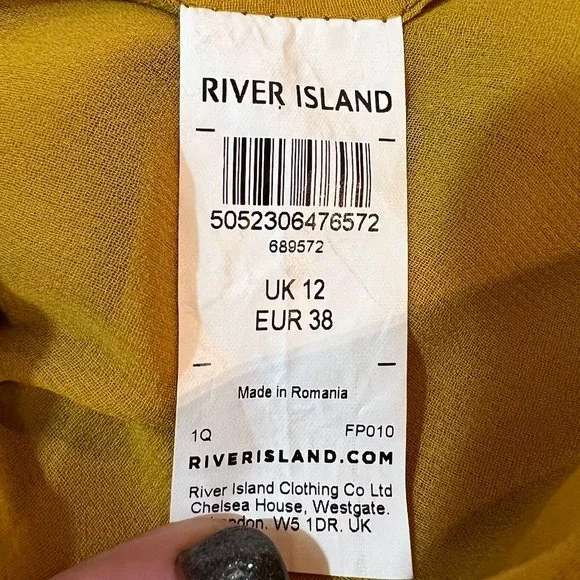 RIVER ISLAND
5052306476572
689572
UK 12
EUR 38
Made in Romania
1Q FP010
RIVERISLAND.COM
River Island Clothing Co Ltd
Chelsea House, Westgate.
W5 1DR. UK